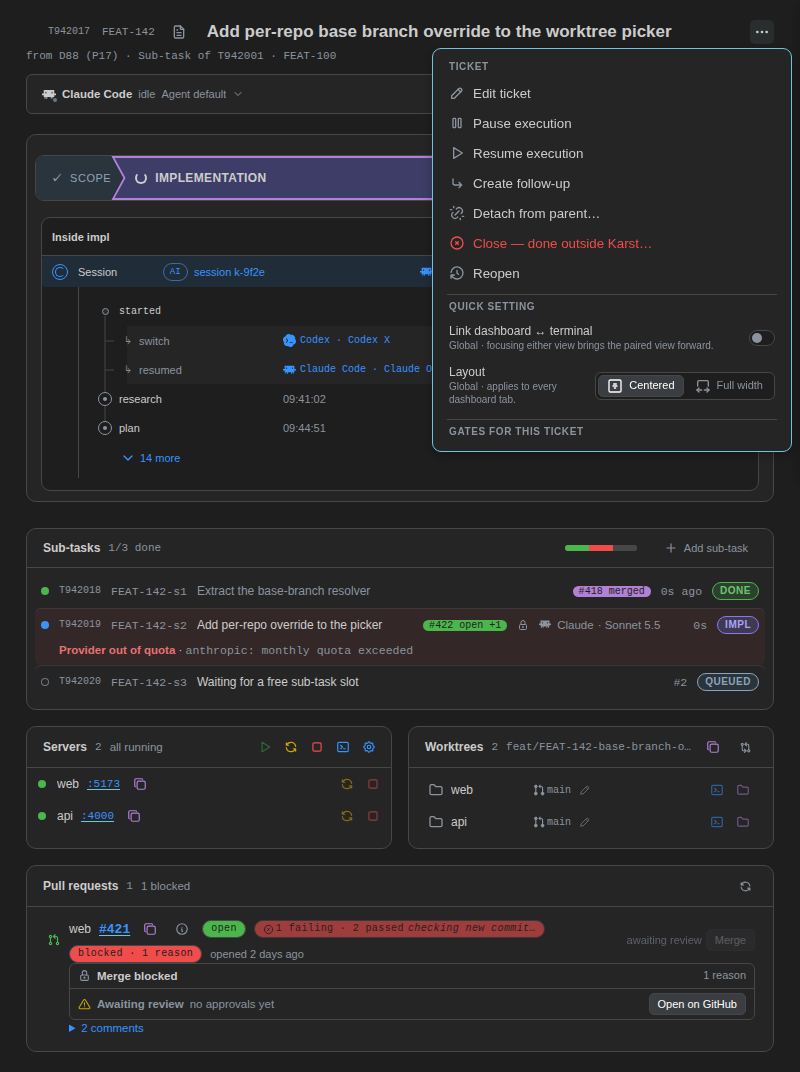 T942017 FEAT-142 Add per-repo base branch override to the worktree picker
from D88 (P17) · Sub-task of T942001 · FEAT-100
Claude Code idle Agent default
TICKET
Edit ticket
Pause execution
Resume execution
Create follow-up
Detach from parent…
Close — done outside Karst…
Reopen
QUICK SETTING
Link dashboard ↔ terminal
Global · focusing either view brings the paired view forward.
Layout
Global · applies to every
dashboard tab.
Centered Full width
GATES FOR THIS TICKET
SCOPE IMPLEMENTATION
Inside impl
Session AI session k-9f2e
started
↳ switch Codex · Codex X
↳ resumed Claude Code · Claude O
research 09:41:02
plan 09:44:51
14 more
Sub-tasks 1/3 done Add sub-task
T942018 FEAT-142-s1 Extract the base-branch resolver #418 merged 0s ago DONE
T942019 FEAT-142-s2 Add per-repo override to the picker #422 open +1 Claude · Sonnet 5.5 0s IMPL
Provider out of quota · anthropic: monthly quota exceeded
T942020 FEAT-142-s3 Waiting for a free sub-task slot #2 QUEUED
Servers 2 all running
web :5173
api :4000
Worktrees 2 feat/FEAT-142-base-branch-o…
web main
api main
Pull requests 1 1 blocked
web #421 open 1 failing · 2 passed checking new commit…
blocked · 1 reason opened 2 days ago
awaiting review Merge
Merge blocked 1 reason
Awaiting review no approvals yet Open on GitHub
2 comments